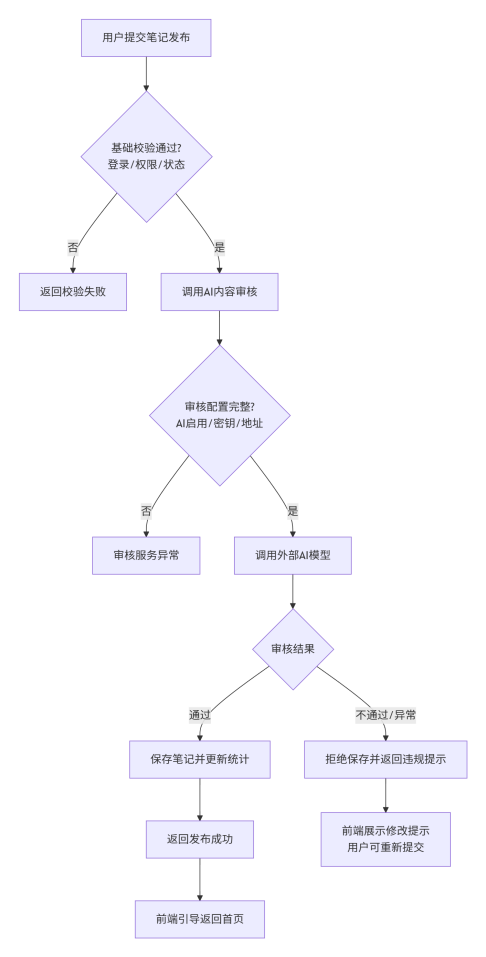 用户提交笔记发布
基础校验通过?
登录/权限/状态
否
是
返回校验失败
调用AI内容审核
审核配置完整?
AI启用/密钥/地址
否
是
审核服务异常
调用外部AI模型
审核结果
通过
不通过/异常
保存笔记并更新统计
拒绝保存并返回违规提示
返回发布成功
前端展示修改提示
用户可重新提交
前端引导返回首页